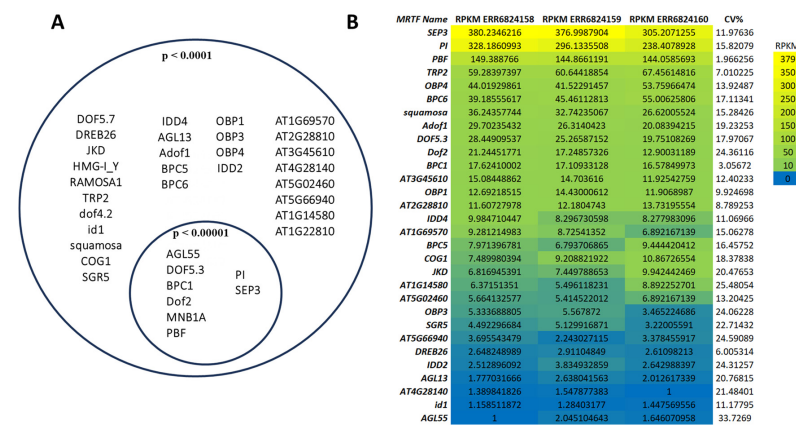 A
p < 0.0001
DOF5.7
DREB26
JKD
HMG-I_Y
RAMOSA1
TRP2
dof4.2
id1
squamosa
COG1
SGR5
IDD4
AGL13
Adof1
BPC5
BPC6
OBP1
OBP3
OBP4
IDD2
AT1G69570
AT2G28810
AT3G45610
AT4G28140
AT5G02460
AT5G66940
AT1G14580
AT1G22810
p < 0.00001
AGL55
DOF5.3
BPC1
Dof2
MNB1A
PBF
PI
SEP3
B
MRTF Name RPKM ERR6824158 RPKM ERR6824159 RPKM ERR6824160 CV%
SEP3 380.2346216 376.9987904 305.2071255 11.97636
PI 328.1860993 296.1335508 238.4078928 15.82079
PBF 149.388766 144.8661191 144.0585693 1.966256
TRP2 59.28397397 60.64418854 67.45614816 7.010225
OBP4 44.01929861 41.52291457 53.75966474 13.92487
BPC6 39.18555617 45.46112813 55.00625806 17.11341
squamosa 36.24357744 32.74235067 26.62005524 15.28426
Adof1 29.70235432 26.3140423 20.08394215 19.23253
DOF5.3 28.44909537 25.26587152 19.75108269 17.97067
Dof2 21.24451771 17.24857326 12.90031189 24.36116
BPC1 17.62410002 17.10933128 16.57849973 3.05672
AT3G45610 15.08448862 14.703616 11.92542759 12.40233
OBP1 12.69218515 14.43000612 11.9068987 9.924698
AT2G28810 11.60727978 12.1804743 13.73195554 8.789253
IDD4 9.984710447 8.296730598 8.277983096 11.06966
AT1G69570 9.281214983 8.72541352 6.892167139 15.06278
BPC5 7.971396781 6.793706865 9.444420412 16.45752
COG1 7.489980394 9.208821922 10.86726554 18.37838
JKD 6.816945391 7.449788653 9.942444269 20.47653
AT1G14580 6.37151351 5.496118231 8.892252701 25.48054
AT5G02460 5.664132577 5.414522012 6.892167139 13.20425
OBP3 5.333688805 5.567872 3.465224686 24.06228
SGR5 4.492296684 5.129916871 3.22005591 22.71432
AT5G66940 3.695543479 2.243027115 3.378455917 24.59089
DREB26 2.648248989 2.91104849 2.61098213 6.005314
IDD2 2.512896092 3.834932859 2.642988397 24.31257
AGL13 1.777031666 2.638041563 2.012617339 20.76815
AT4G28140 1.389841826 1.547877383 1 21.48401
id1 1.158511872 1.28403177 1.447569556 11.17795
AGL55 1 2.045104643 1.646070958 33.7269
RPKM
379
350
300
250
200
150
100
50
10
0